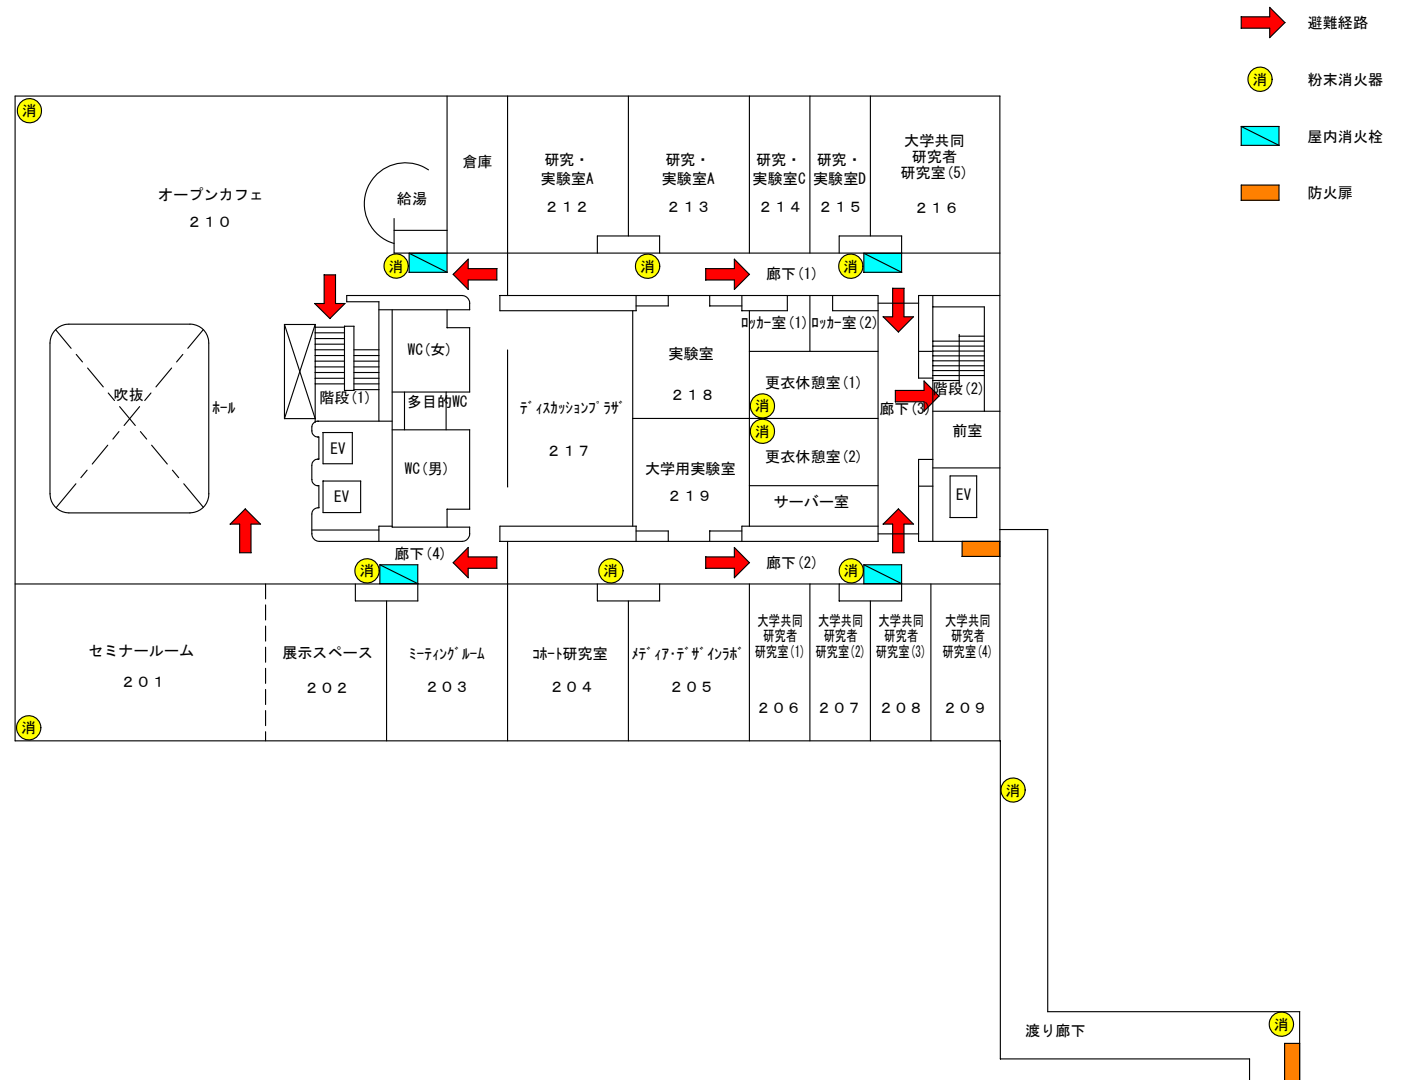 避難経路
消
粉末消火器
屋内消火栓
防火扉
消
オープンカフェ
２１０
給湯
倉庫
研究・
実験室A
２１２
研究・
実験室A
２１３
研究・
実験室C
２１４
研究・
実験室D
２１５
大学共同
研究者
研究室(5)
２１６
消
消
廊下(1)
消
吹抜
ﾎｰﾙ
階段(1)
EV
EV
WC(女)
多目的WC
WC(男)
ﾃﾞｨｽｶｯｼｮﾝﾌﾟﾗｻﾞ
２１７
実験室
２１８
大学用実験室
２１９
ﾛｯｶｰ室(1)
ﾛｯｶｰ室(2)
更衣休憩室(1)
消
消
更衣休憩室(2)
サーバー室
廊下(3)
階段(2)
前室
EV
廊下(4)
消
消
廊下(2)
消
セミナールーム
２０１
消
展示スペース
２０２
ﾐｰﾃｨﾝｸﾞﾙｰﾑ
２０３
ｺﾎｰﾄ研究室
２０４
ﾒﾃﾞｨｱ･ﾃﾞｻﾞｲﾝﾗﾎﾞ
２０５
大学共同
研究者
研究室(1)
２０６
大学共同
研究者
研究室(2)
２０７
大学共同
研究者
研究室(3)
２０８
大学共同
研究者
研究室(4)
２０９
消
渡り廊下
消